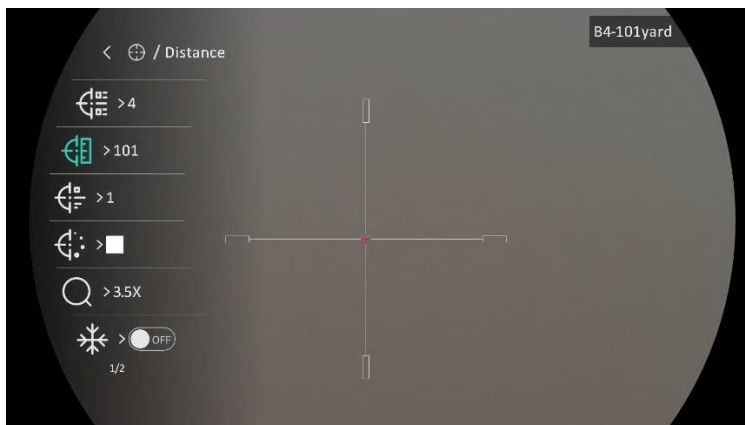 B4-101yard
< / Distance
>4
>101
>1
>
>3.5X
> OFF
1/2